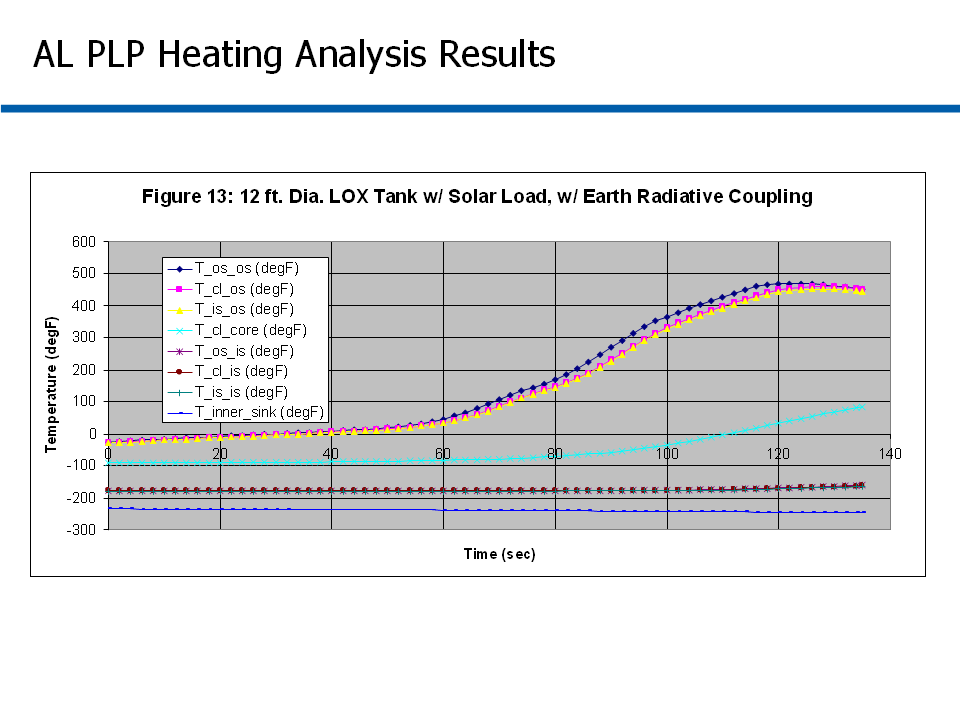 AL PLP Heating Analysis Results
Figure 13: 12 ft. Dia. LOX Tank w/ Solar Load, w/ Earth Radiative Coupling
600
500
400
300
200
100
0
-100
-200
-300
Temperature (degF)
T_os_os (degF)
T_cl_os (degF)
T_is_os (degF)
T_cl_core (degF)
T_os_is (degF)
T_cl_is (degF)
T_is_is (degF)
T_inner_sink (degF)
0 20 40 60 80 100 120 140
Time (sec)